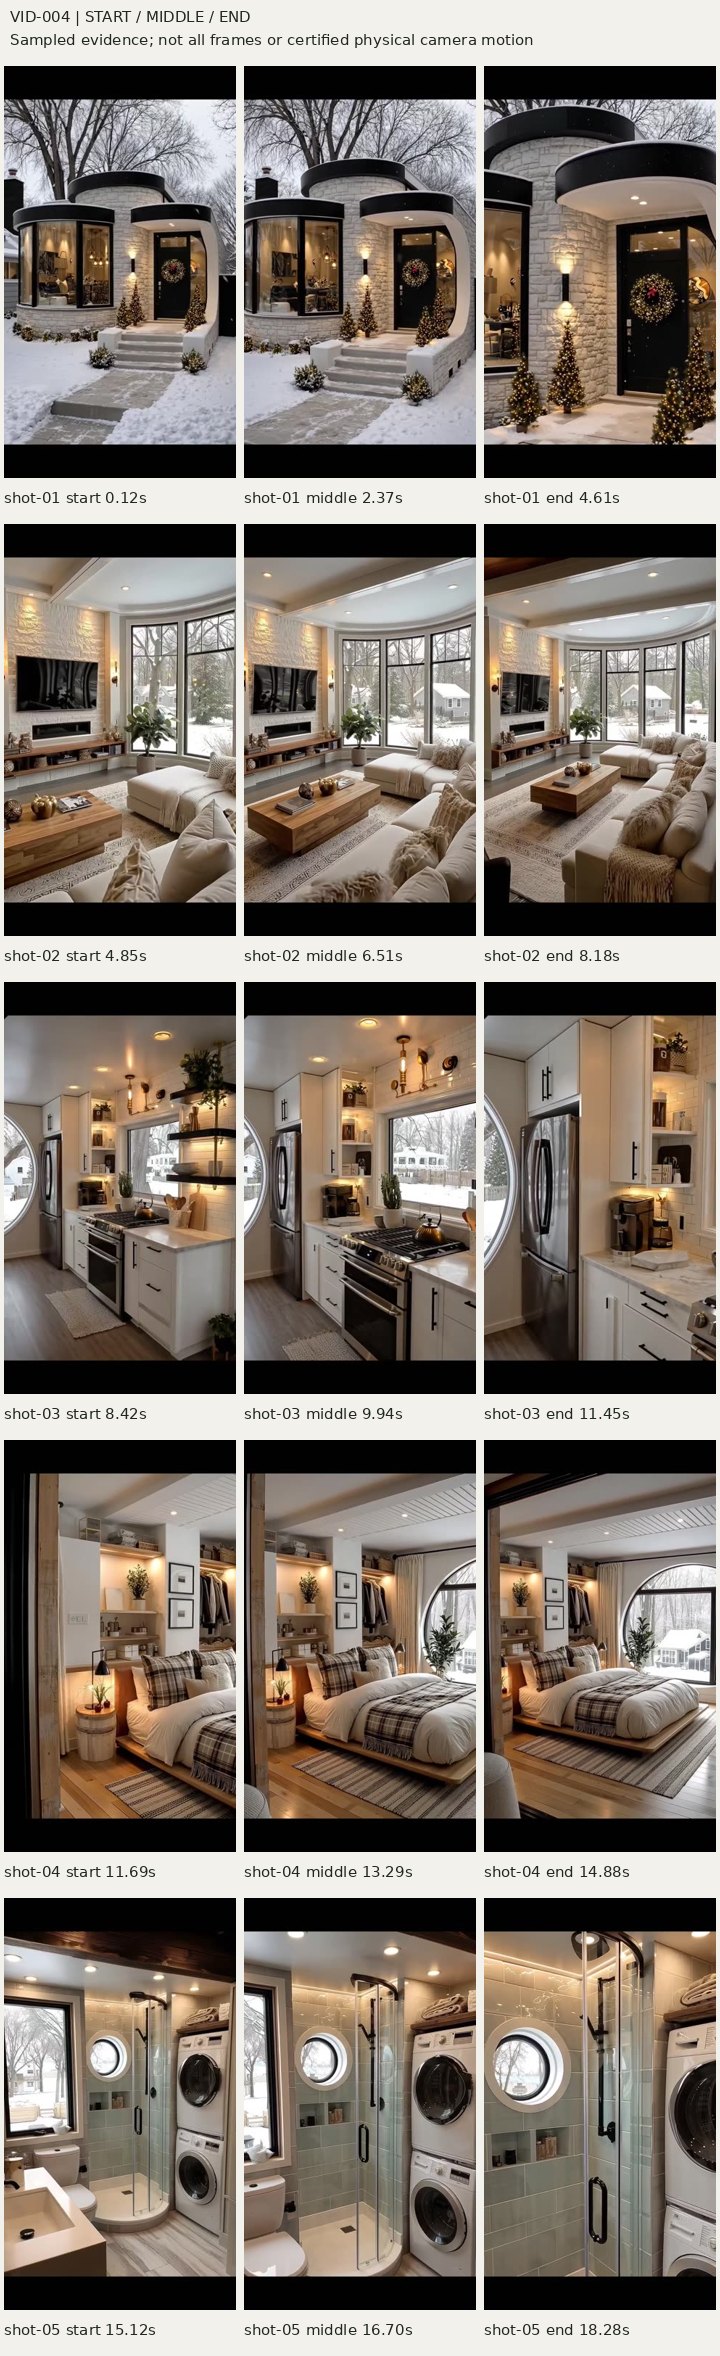 VID-004 | START / MIDDLE / END
Sampled evidence; not all frames or certified physical camera motion
shot-01 start 0.12s
shot-01 middle 2.37s
shot-01 end 4.61s
shot-02 start 4.85s
shot-02 middle 6.51s
shot-02 end 8.18s
shot-03 start 8.42s
shot-03 middle 9.94s
shot-03 end 11.45s
shot-04 start 11.69s
shot-04 middle 13.29s
shot-04 end 14.88s
shot-05 start 15.12s
shot-05 middle 16.70s
shot-05 end 18.28s